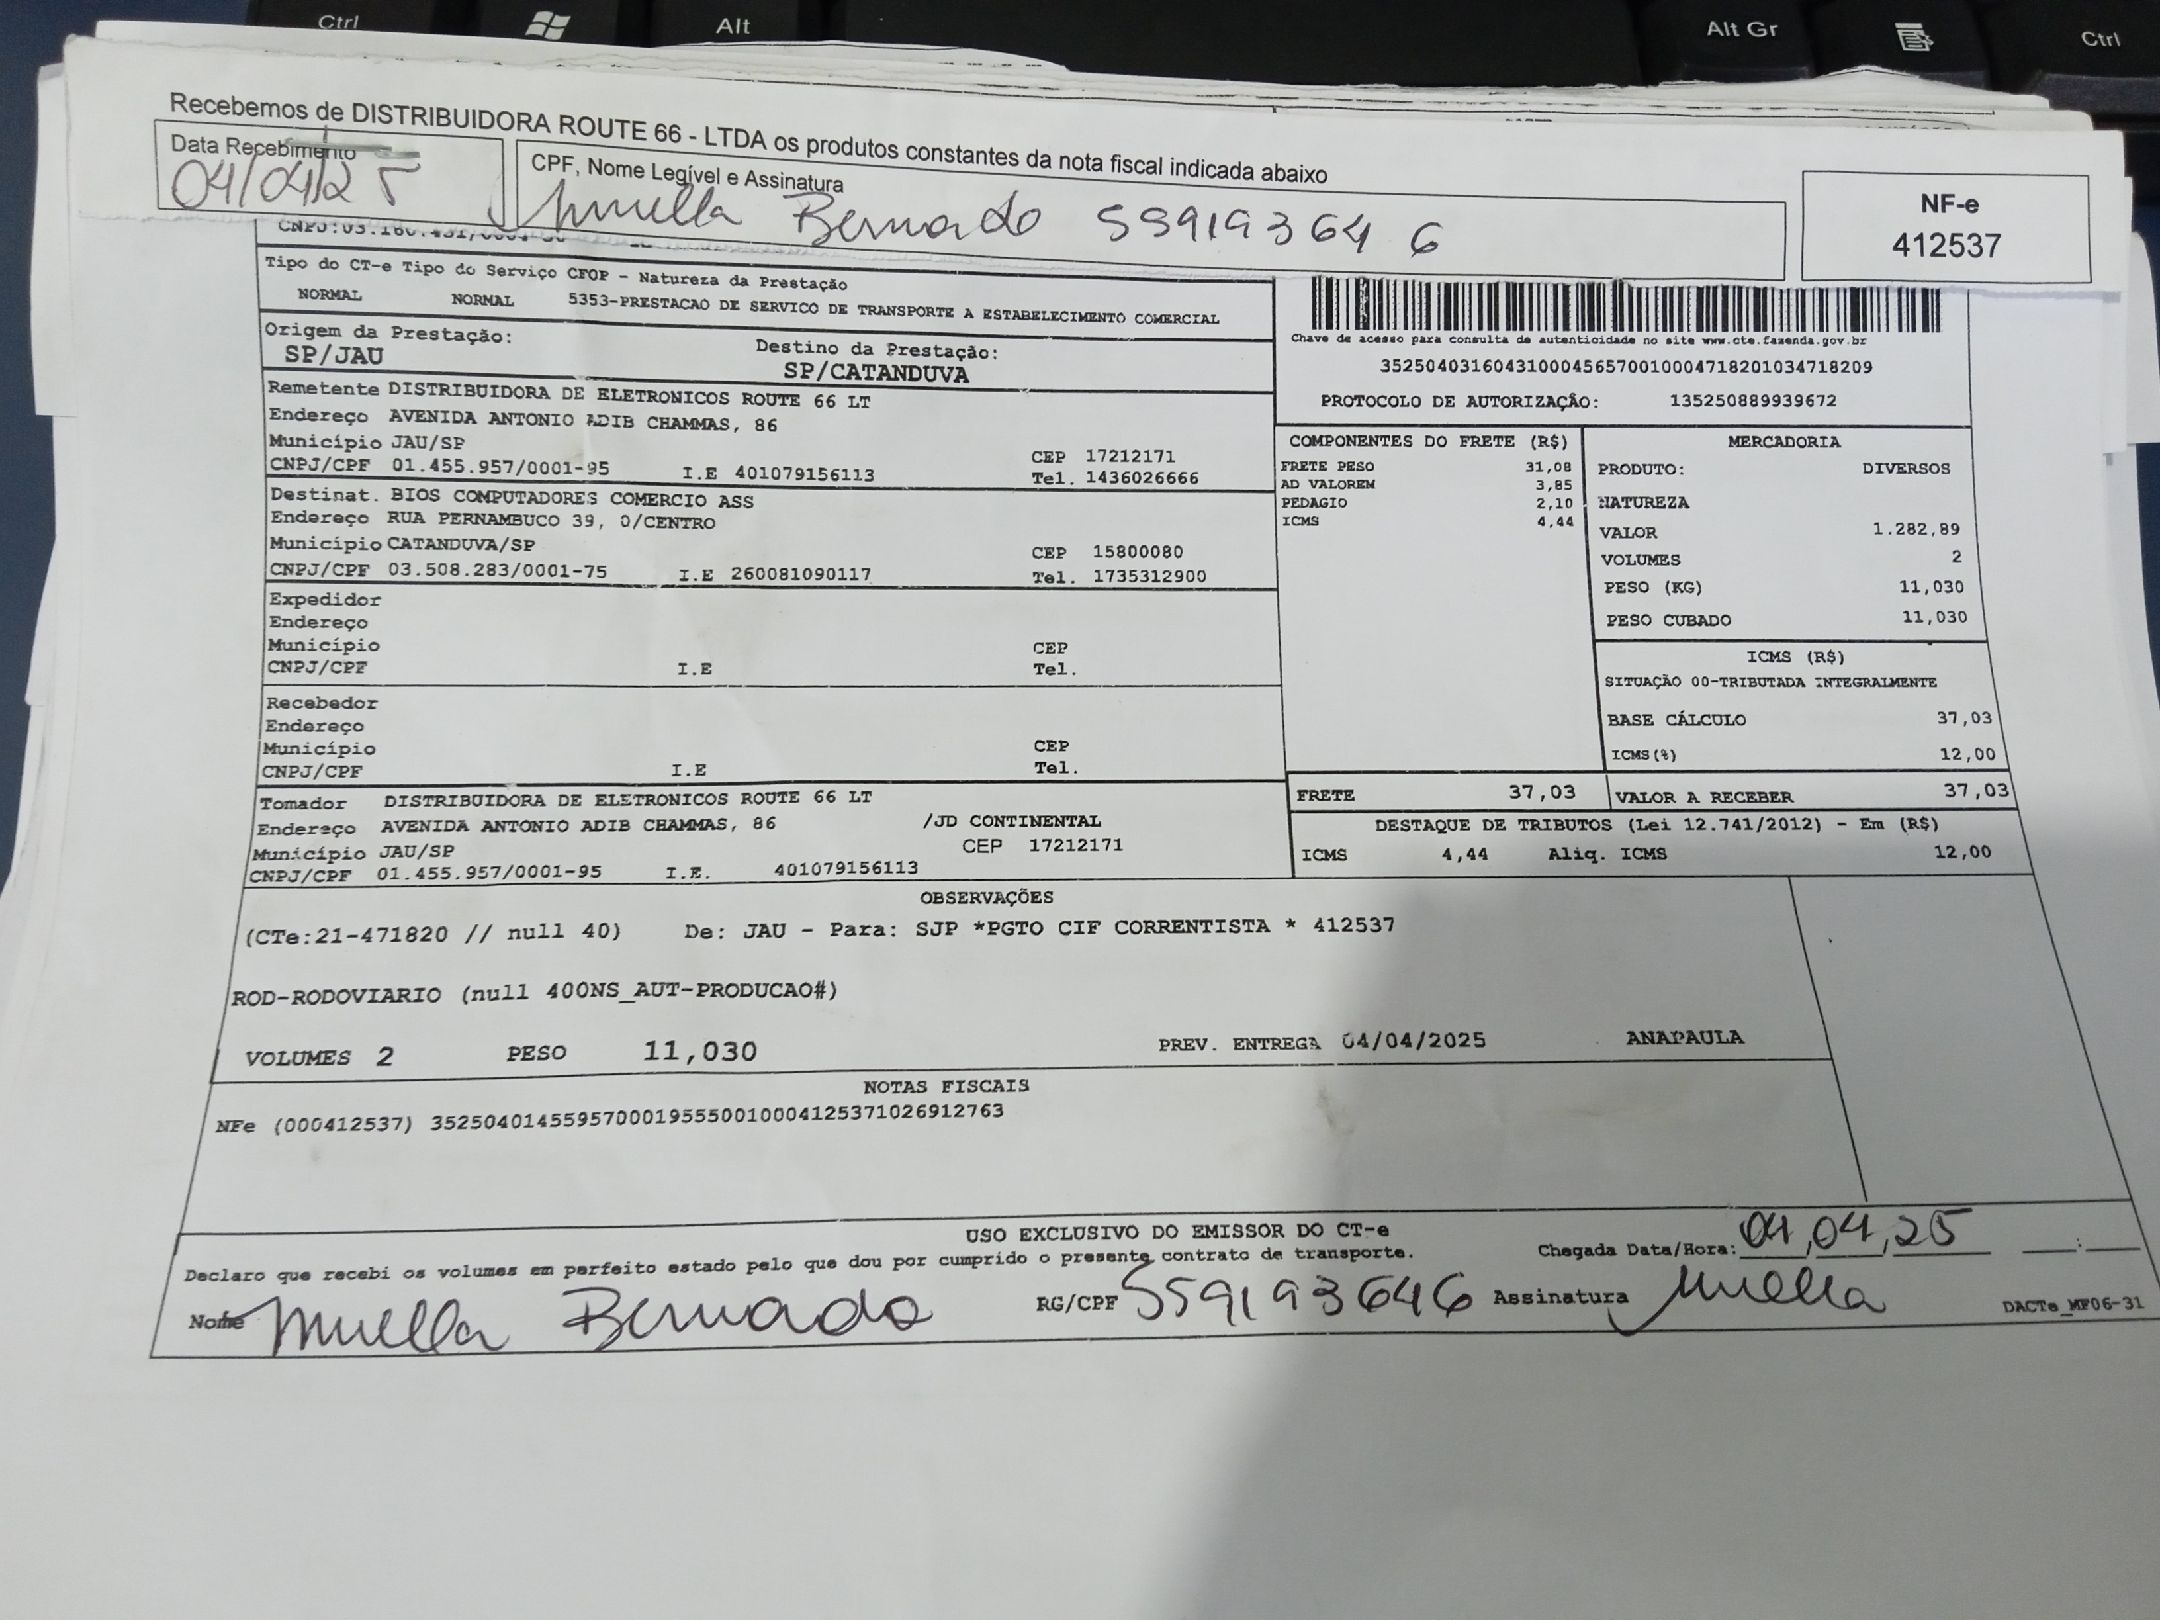 Ctrl
Alt
Alt Gr
Ctrl
Recebemos de DISTRIBUIDORA ROUTE 66 - LTDA os produtos constantes da nota fiscal indicada abaixo
Data Recebimento
04/04/25
CPF, Nome Legível e Assinatura
Bernado 559193646
NF-e
412537
Tipo do CT-e Tipo do Serviço CFOP - Natureza da Prestação
NORMAL NORMAL 5353-PRESTACAO DE SERVICO DE TRANSPORTE A ESTABELECIMENTO COMERCIAL
Origem da Prestação:
SP/JAU
Destino da Prestação:
SP/CATANDUVA
Chave de acesso para consulta de autenticidade no site www.cte.fazenda.gov.br
35250403160431000456570010004718201034718209
PROTOCOLO DE AUTORIZAÇÃO: 135250889939672
Remetente DISTRIBUIDORA DE ELETRONICOS ROUTE 66 LT
Endereço AVENIDA ANTONIO ADIB CHAMMAS, 86
Município JAU/SP CEP 17212171
CNPJ/CPF 01.455.957/0001-95 I.E 401079156113 Tel. 1436026666
Destinat. BIOS COMPUTADORES COMERCIO ASS
Endereço RUA PERNAMBUCO 39, 0/CENTRO
Município CATANDUVA/SP CEP 15800080
CNPJ/CPF 03.508.283/0001-75 I.E 260081090117 Tel. 1735312900
Expedidor
Endereço
Município CEP
CNPJ/CPF I.E Tel.
Recebedor
Endereço
Município CEP
CNPJ/CPF I.E Tel.
Tomador DISTRIBUIDORA DE ELETRONICOS ROUTE 66 LT
Endereço AVENIDA ANTONIO ADIB CHAMMAS, 86 /JD CONTINENTAL
Município JAU/SP CEP 17212171
CNPJ/CPF 01.455.957/0001-95 I.E. 401079156113
COMPONENTES DO FRETE (R$)
FRETE PESO 31,08
AD VALOREM 3,85
PEDAGIO 2,10
ICMS 4,44
MERCADORIA
PRODUTO: DIVERSOS
NATUREZA
VALOR 1.282,89
VOLUMES 2
PESO (KG) 11,030
PESO CUBADO 11,030
ICMS (R$)
SITUAÇÃO 00-TRIBUTADA INTEGRALMENTE
BASE CÁLCULO 37,03
ICMS(%) 12,00
FRETE 37,03 VALOR A RECEBER 37,03
DESTAQUE DE TRIBUTOS (Lei 12.741/2012) - Em (R$)
ICMS 4,44 Aliq. ICMS 12,00
OBSERVAÇÕES
(CTe:21-471820 // null 40) De: JAU - Para: SJP *PGTO CIF CORRENTISTA * 412537
ROD-RODOVIARIO (null 400NS_AUT-PRODUCAO#)
VOLUMES 2 PESO 11,030 PREV. ENTREGA 04/04/2025 ANAPAULA
NOTAS FISCAIS
NFe (000412537) 35250401455957000195550010004125371026912763
USO EXCLUSIVO DO EMISSOR DO CT-e
Declaro que recebi os volumes em perfeito estado pelo que dou por cumprido o presente contrato de transporte.
Chegada Data/Hora: 04,04,25 __:__
Nome Bernado RG/CPF 559193646 Assinatura
DACTe_MF06-31